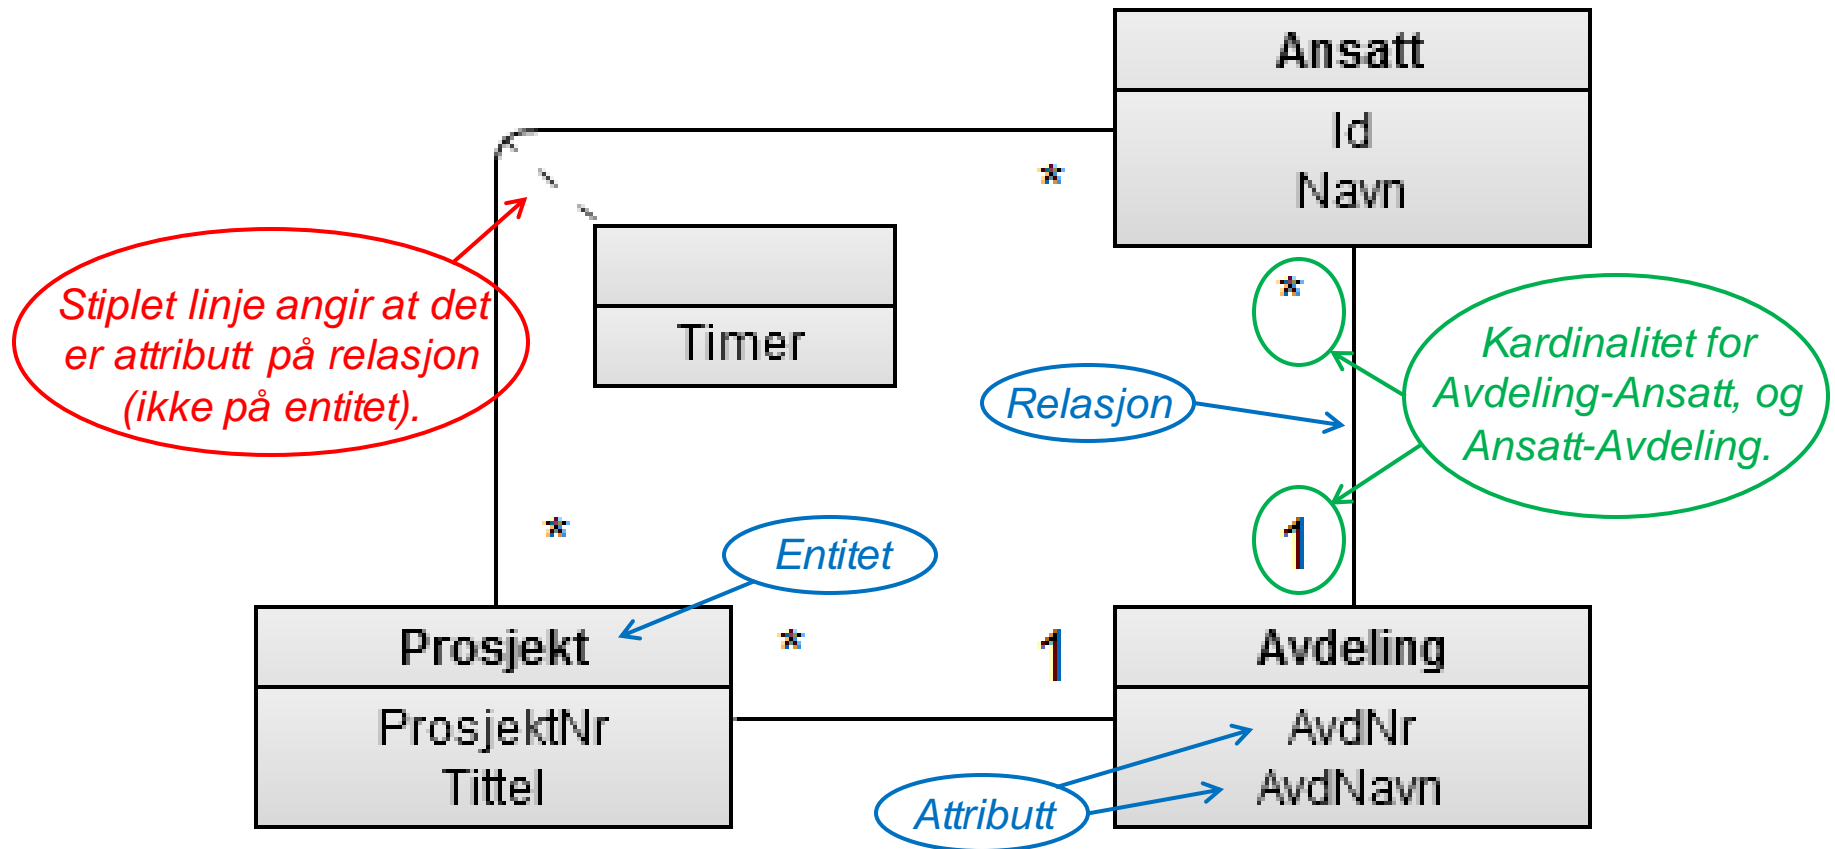 Ansatt
Id
Navn
*
Stiplet linje angir at det
er attributt på relasjon
(ikke på entitet).
Timer
*
Kardinalitet for
Avdeling-Ansatt, og
Ansatt-Avdeling.
Relasjon
*
Entitet
1
Prosjekt
ProsjektNr
Tittel
*
1
Avdeling
AvdNr
AvdNavn
Attributt